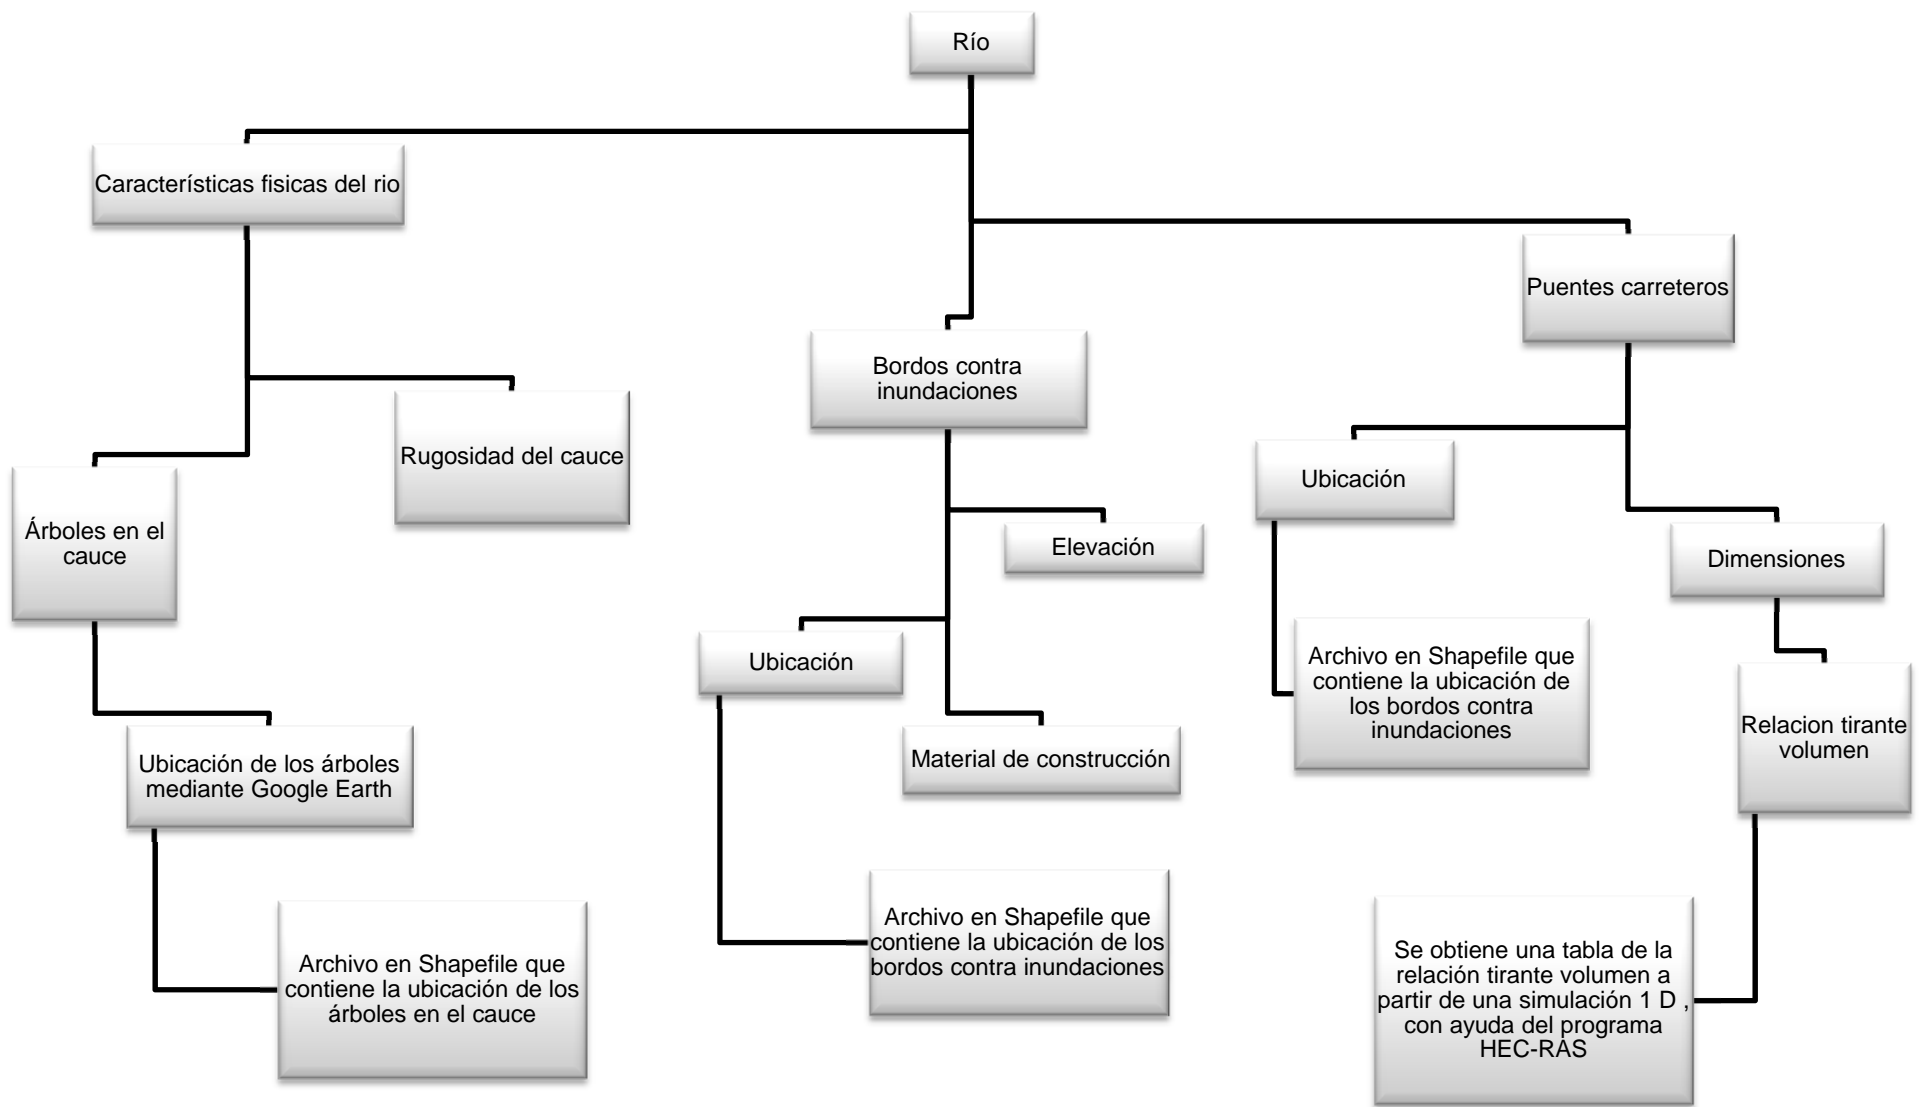 Río
Características fisicas del rio
Rugosidad del cauce
Árboles en el
cauce
Ubicación de los árboles
mediante Google Earth
Archivo en Shapefile que
contiene la ubicación de los
árboles en el cauce
Bordos contra
inundaciones
Elevación
Ubicación
Material de construcción
Archivo en Shapefile que
contiene la ubicación de los
bordos contra inundaciones
Puentes carreteros
Ubicación
Archivo en Shapefile que
contiene la ubicación de
los bordos contra
inundaciones
Dimensiones
Relacion tirante
volumen
Se obtiene una tabla de la
relación tirante volumen a
partir de una simulación 1 D ,
con ayuda del programa
HEC-RAS